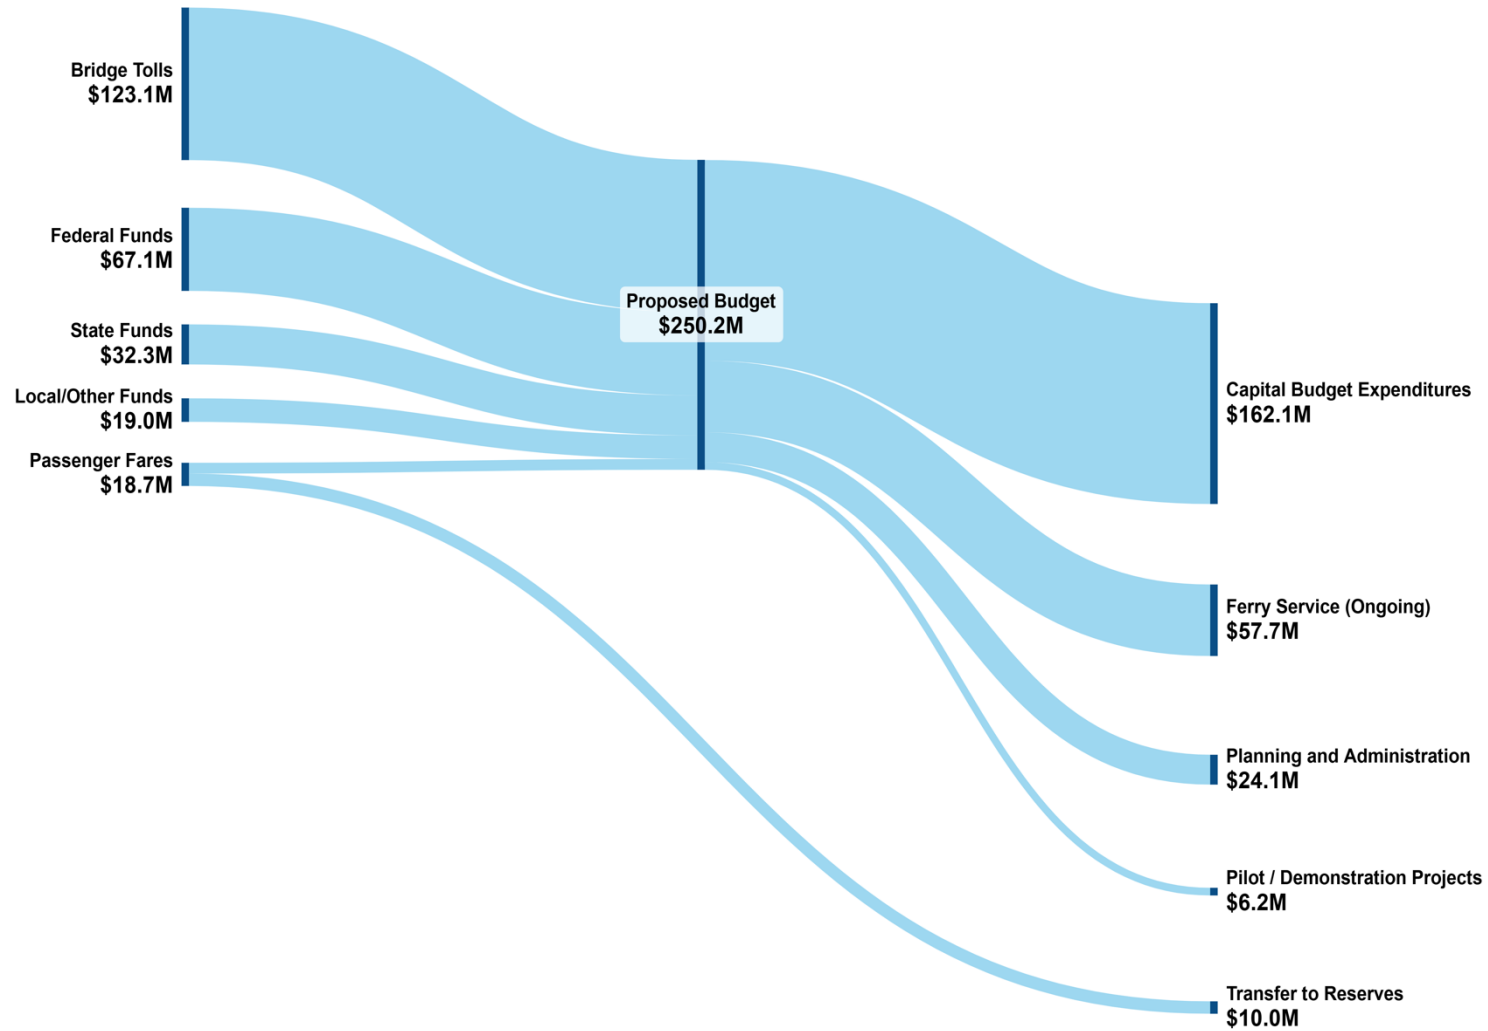 Bridge Tolls
$123.1M
Federal Funds
$67.1M
State Funds
$32.3M
Local/Other Funds
$19.0M
Passenger Fares
$18.7M
Proposed Budget
$250.2M
Capital Budget Expenditures
$162.1M
Ferry Service (Ongoing)
$57.7M
Planning and Administration
$24.1M
Pilot / Demonstration Projects
$6.2M
Transfer to Reserves
$10.0M